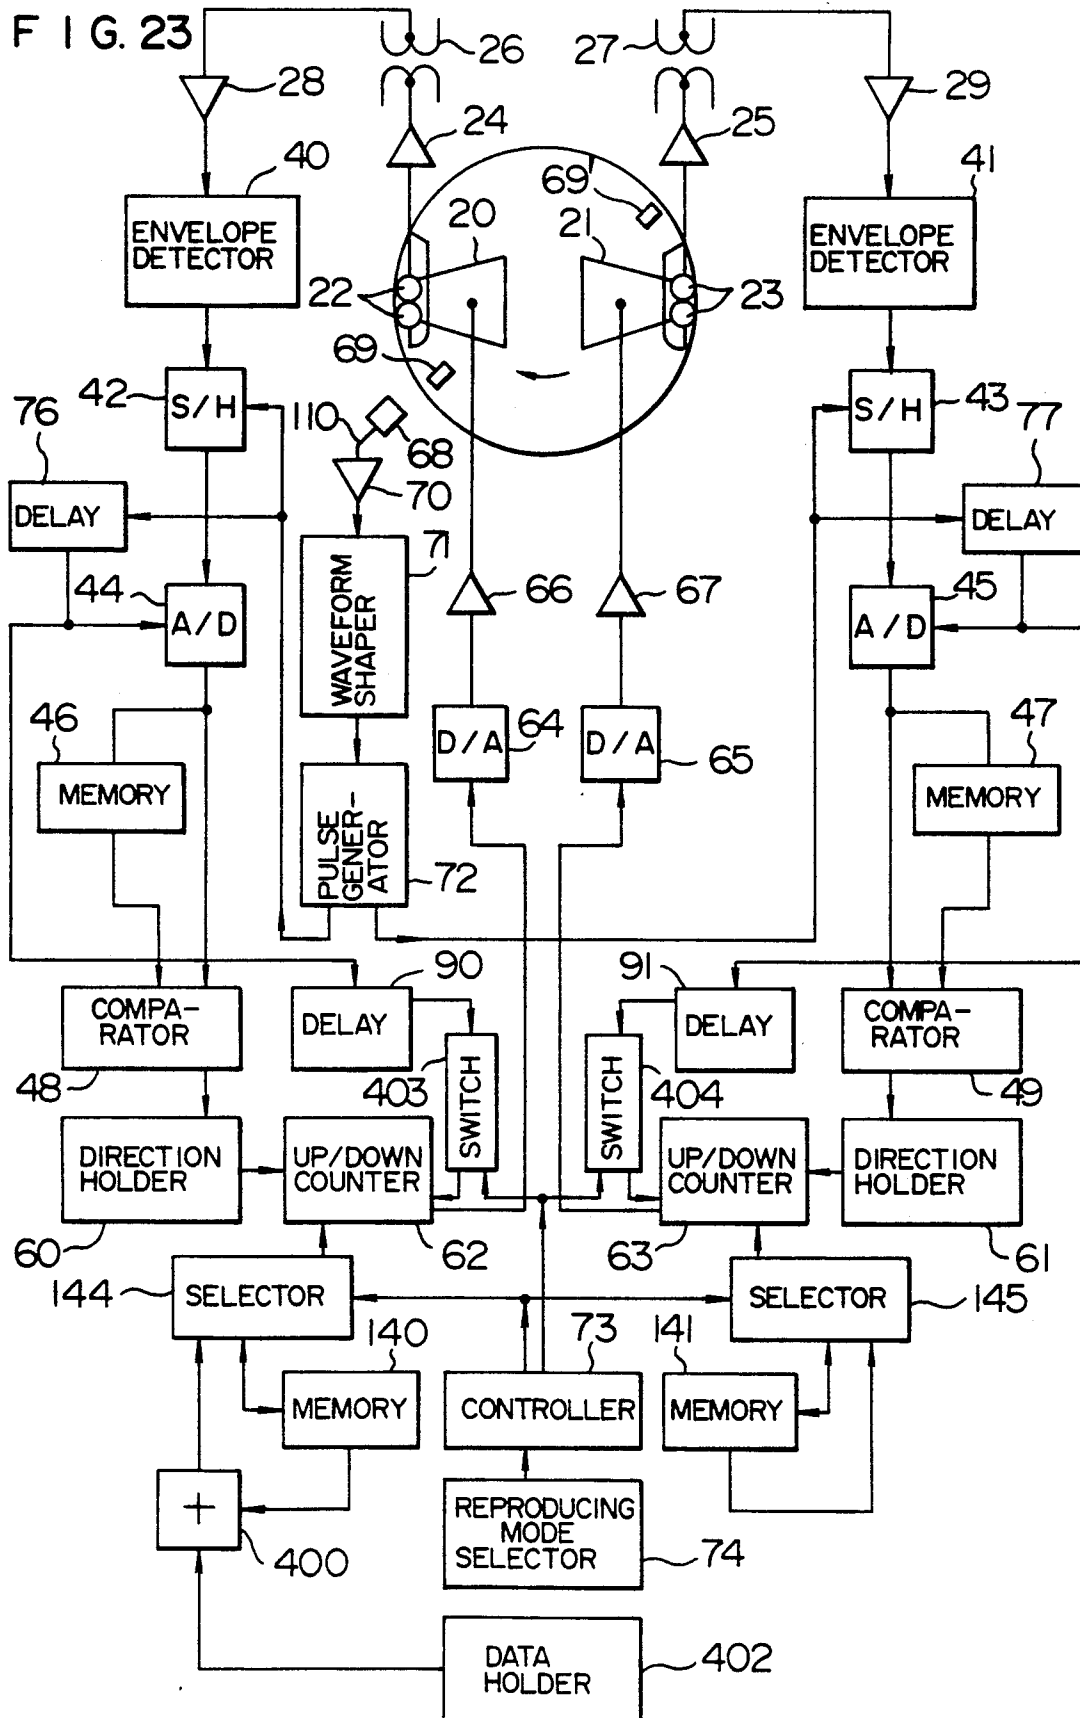 FIG. 23
26
27
28
29
24
25
40
41
69
20
21
ENVELOPE
DETECTOR
ENVELOPE
DETECTOR
22
23
69
42
S/H
S/H
43
76
110
68
77
70
DELAY
DELAY
71
44
66
67
45
A/D
WAVEFORM
SHAPER
A/D
46
D/A
64
D/A
65
47
MEMORY
MEMORY
PULSE
GENER-
ATOR
72
90
91
COMPA-
RATOR
DELAY
DELAY
COMPA-
RATOR
48
403
SWITCH
SWITCH
404
49
DIRECTION
HOLDER
UP/DOWN
COUNTER
UP/DOWN
COUNTER
DIRECTION
HOLDER
60
62
63
61
144
SELECTOR
SELECTOR
145
140
73
141
MEMORY
CONTROLLER
MEMORY
+
400
REPRODUCING
MODE
SELECTOR
74
DATA
HOLDER
402